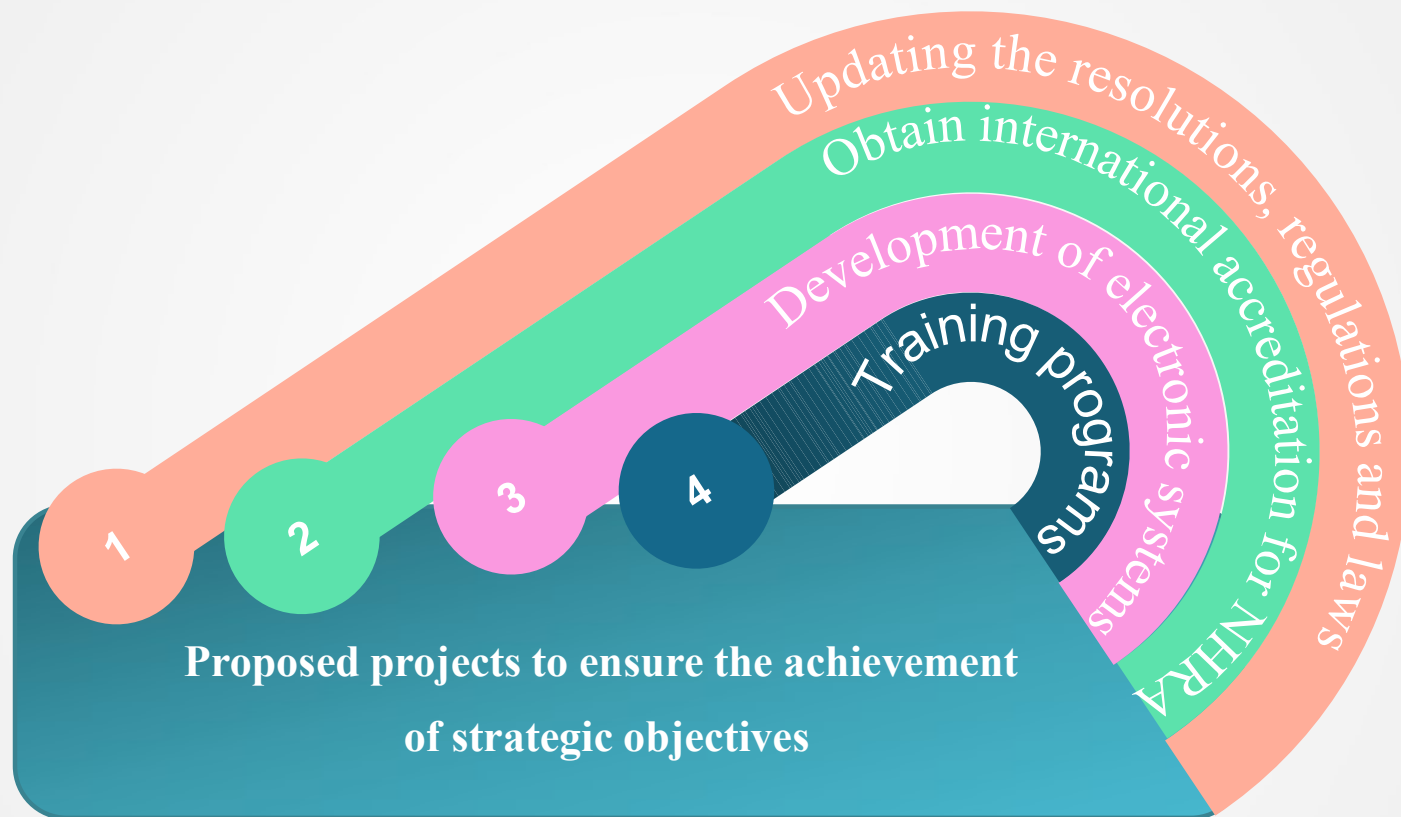 Updating the resolutions, regulations and laws
Obtain international accreditation for NHRA
Development of electronic systems
Training programs
1
2
3
4
Proposed projects to ensure the achievement
of strategic objectives